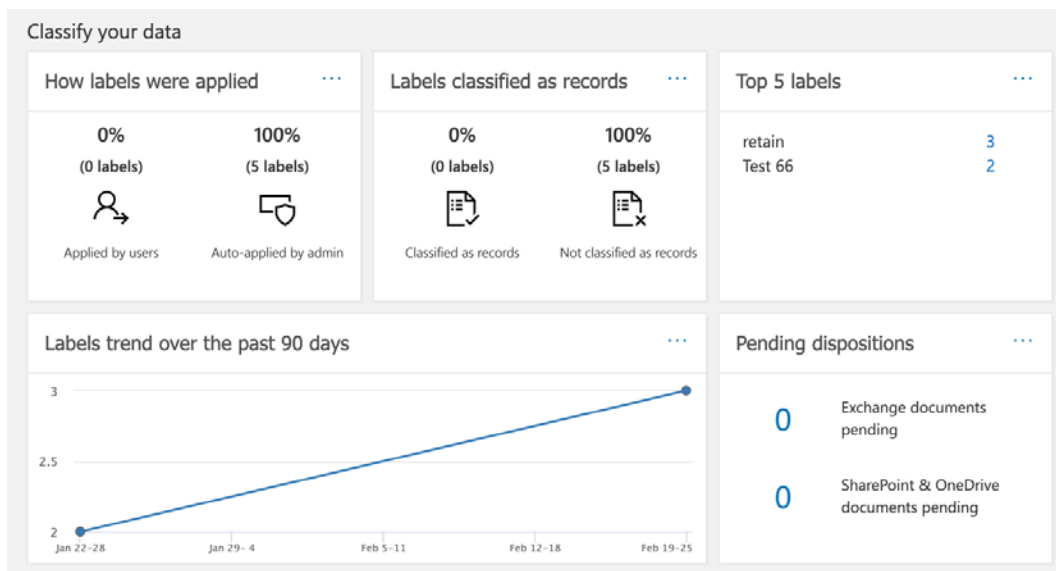 Classify your data
How labels were applied ...
0% 100%
(0 labels) (5 labels)
Applied by users Auto-applied by admin
Labels classified as records ...
0% 100%
(0 labels) (5 labels)
Classified as records Not classified as records
Top 5 labels ...
retain 3
Test 66 2
Labels trend over the past 90 days ...
3
2.5
2
Jan 22-28 Jan 29- 4 Feb 5-11 Feb 12-18 Feb 19-25
Pending dispositions ...
0 Exchange documents
pending
0 SharePoint & OneDrive
documents pending